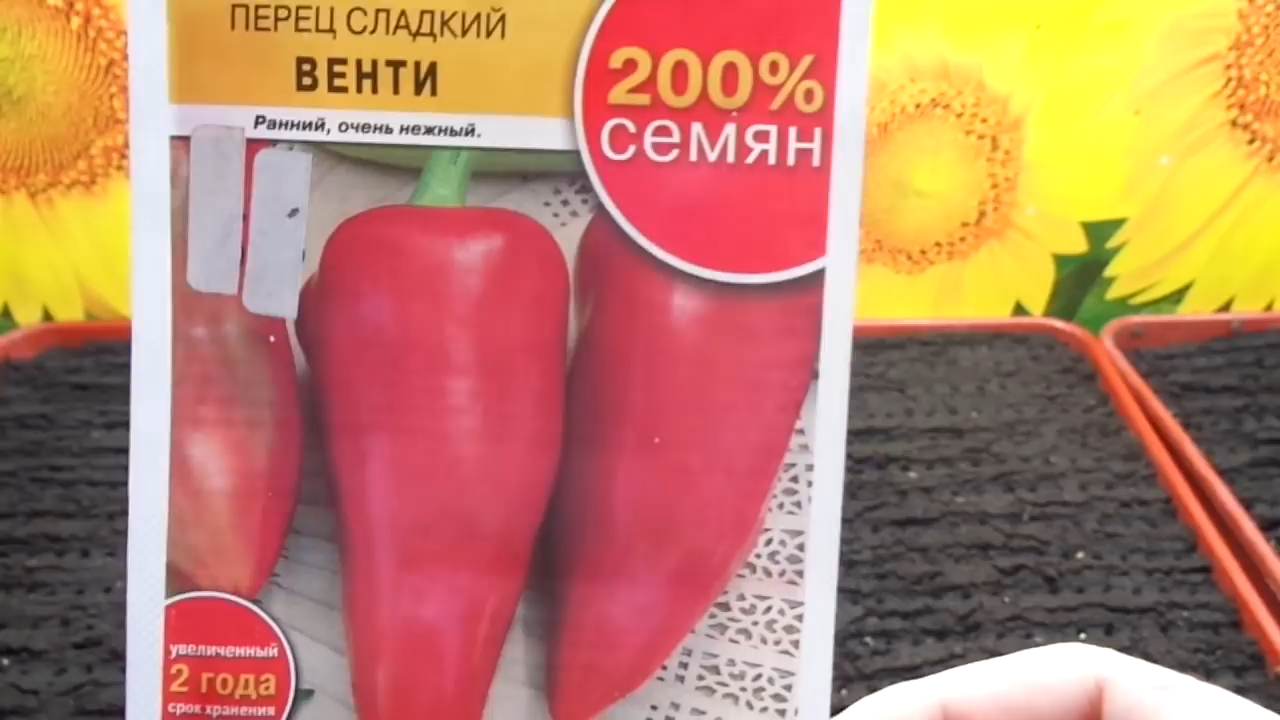 ПЕРЕЦ СЛАДКИЙ
ВЕНТИ
Ранний, очень нежный.
200%
семян
увеличенный
2 года
срок хранения